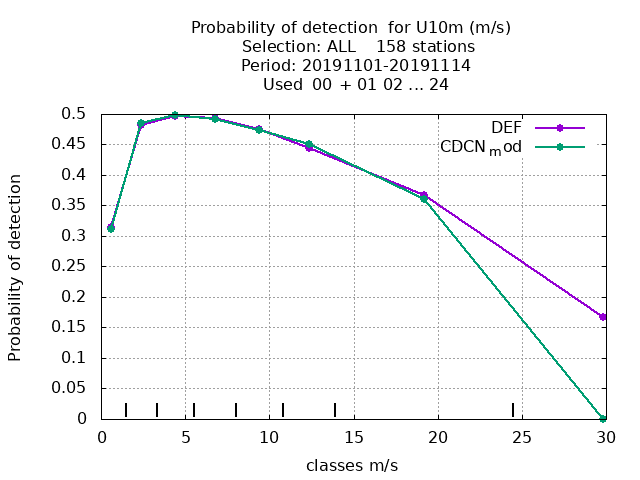 Probability of detection  for U10m (m/s)
Selection: ALL    158 stations
Period: 20191101-20191114
Used  00 + 01 02 ... 24
DEF
CDCN_mod
Probability of detection
0.5
0.45
0.4
0.35
0.3
0.25
0.2
0.15
0.1
0.05
0
0 5 10 15 20 25 30
classes m/s